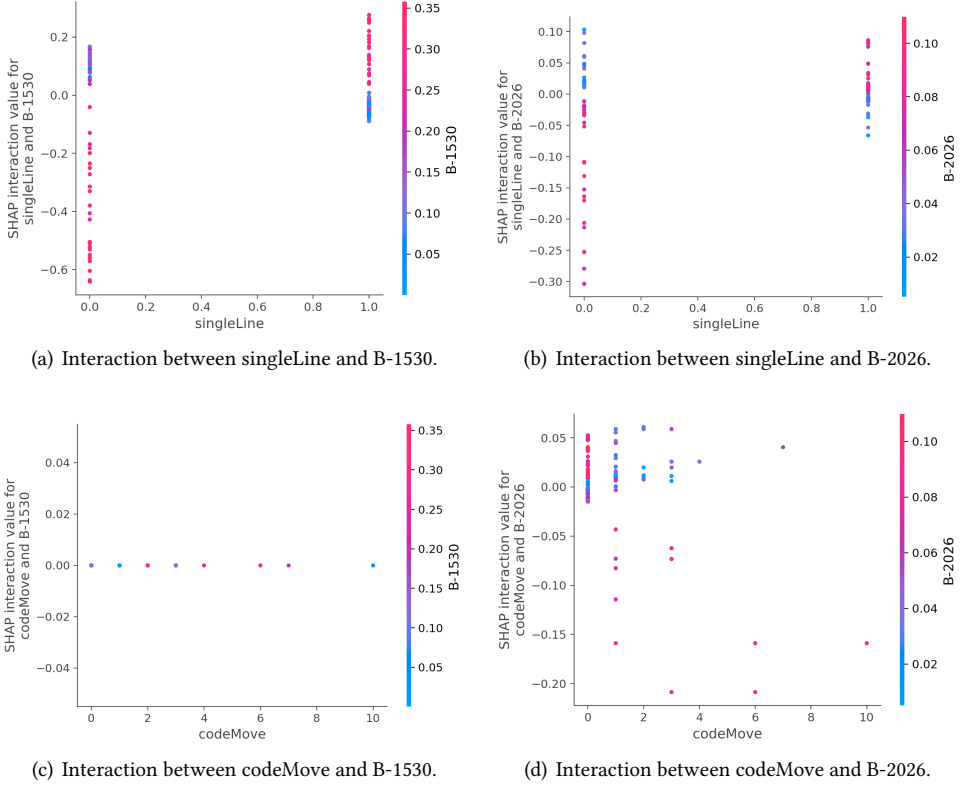 SHAP interaction value for
singleLine and B-1530
0.2
0.0
−0.2
−0.4
−0.6
0.0 0.2 0.4 0.6 0.8 1.0
singleLine
0.35
0.30
0.25
0.20
0.15
0.10
0.05
B-1530
(a) Interaction between singleLine and B-1530.
SHAP interaction value for
singleLine and B-2026
0.10
0.05
0.00
−0.05
−0.10
−0.15
−0.20
−0.25
−0.30
0.0 0.2 0.4 0.6 0.8 1.0
singleLine
0.10
0.08
0.06
0.04
0.02
B-2026
(b) Interaction between singleLine and B-2026.
SHAP interaction value for
codeMove and B-1530
0.04
0.02
0.00
−0.02
−0.04
0 2 4 6 8 10
codeMove
0.35
0.30
0.25
0.20
0.15
0.10
0.05
B-1530
(c) Interaction between codeMove and B-1530.
SHAP interaction value for
codeMove and B-2026
0.05
0.00
−0.05
−0.10
−0.15
−0.20
0 2 4 6 8 10
codeMove
0.10
0.08
0.06
0.04
0.02
B-2026
(d) Interaction between codeMove and B-2026.